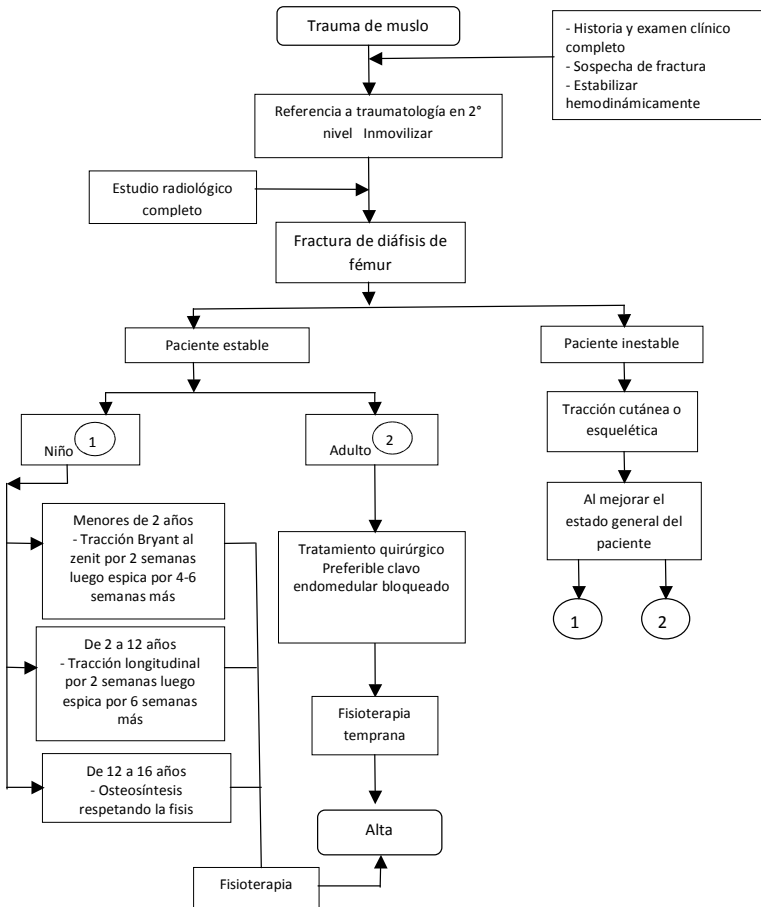 Trauma de muslo
- Historia y examen clínico
completo
- Sospecha de fractura
- Estabilizar
hemodinámicamente
Referencia a traumatología en 2°
nivel   Inmovilizar
Estudio radiológico
completo
Fractura de diáfisis de
fémur
Paciente estable
Paciente inestable
Niño
1
Adulto
2
Tracción cutánea o
esquelética
Menores de 2 años
- Tracción Bryant al
zenit por 2 semanas
luego espica por 4-6
semanas más
Tratamiento quirúrgico
Preferible clavo
endomedular bloqueado
Al mejorar el
estado general del
paciente
1
2
De 2 a 12 años
- Tracción longitudinal
por 2 semanas luego
espica por 6 semanas
más
Fisioterapia
temprana
De 12 a 16 años
- Osteosíntesis
respetando la fisis
Alta
Fisioterapia